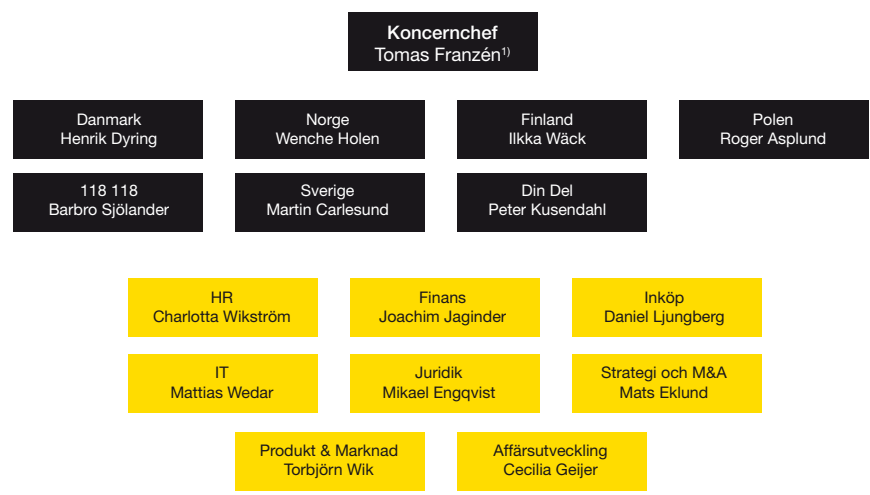 Koncernchef
Tomas Franzén1)
Danmark
Henrik Dyring
Norge
Wenche Holen
Finland
Ilkka Wäck
Polen
Roger Asplund
118 118
Barbro Sjölander
Sverige
Martin Carlesund
Din Del
Peter Kusendahl
HR
Charlotta Wikström
Finans
Joachim Jaginder
Inköp
Daniel Ljungberg
IT
Mattias Wedar
Juridik
Mikael Engqvist
Strategi och M&A
Mats Eklund
Produkt & Marknad
Torbjörn Wik
Affärsutveckling
Cecilia Geijer